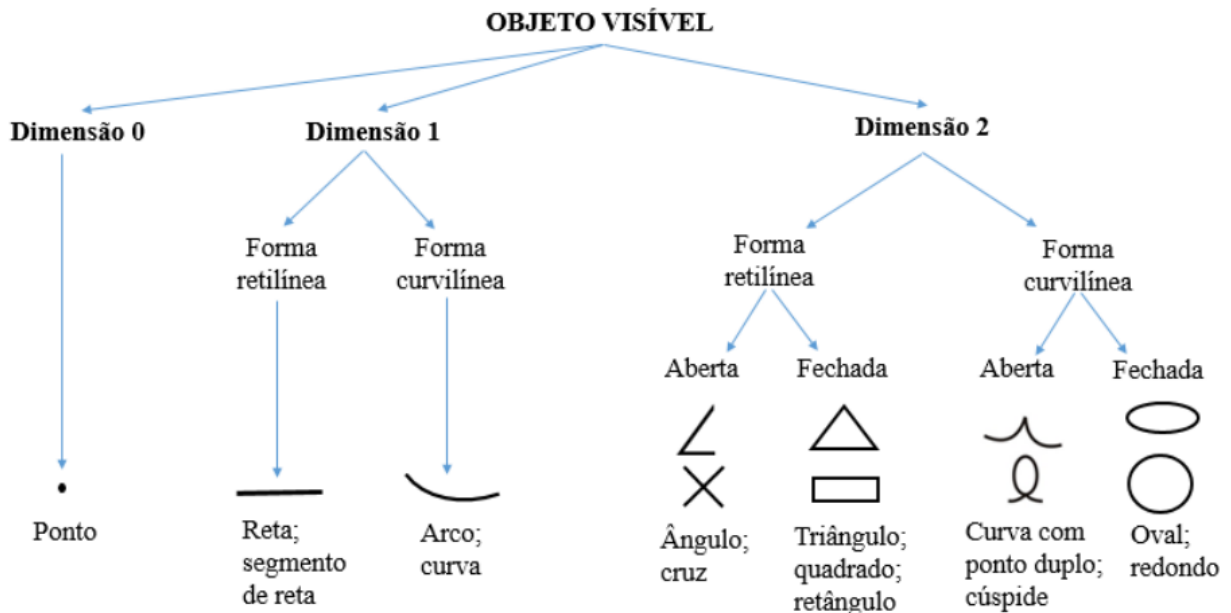 OBJETO VISÍVEL
Dimensão 0
Dimensão 1
Dimensão 2
Forma
retilínea
Forma
curvilínea
Forma
retilínea
Forma
curvilínea
Aberta
Fechada
Aberta
Fechada
Ponto
Reta;
segmento
de reta
Arco;
curva
Ângulo;
cruz
Triângulo;
quadrado;
retângulo
Curva com
ponto duplo;
cúspide
Oval;
redondo